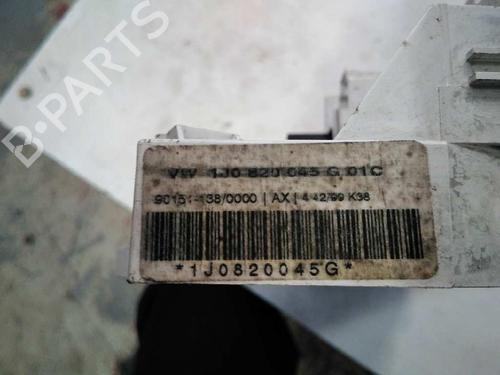 B-PARTS
VW 1J0 820 045 G 01C
90151-138/0000 | AX | 4 42/99 K38
*1J0820045G*